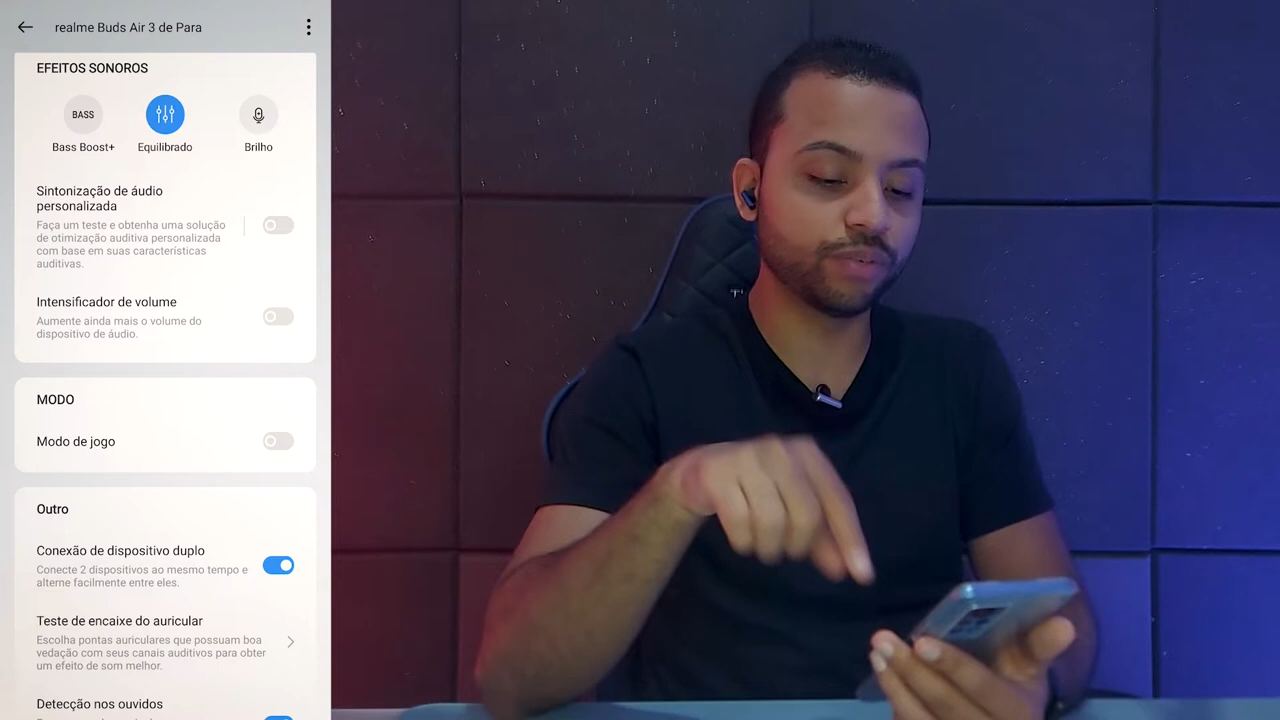 realme Buds Air 3 de Para
EFEITOS SONOROS
BASS
Bass Boost+
Equilibrado
Brilho
Sintonização de áudio
personalizada
Faça um teste e obtenha uma solução
de otimização auditiva personalizada
com base em suas características
auditivas.
Intensificador de volume
Aumente ainda mais o volume do
dispositivo de áudio.
MODO
Modo de jogo
Outro
Conexão de dispositivo duplo
Conecte 2 dispositivos ao mesmo tempo e
alterne facilmente entre eles.
Teste de encaixe do auricular
Escolha pontas auriculares que possuam boa
vedação com seus canais auditivos para obter
um efeito de som melhor.
Detecção nos ouvidos